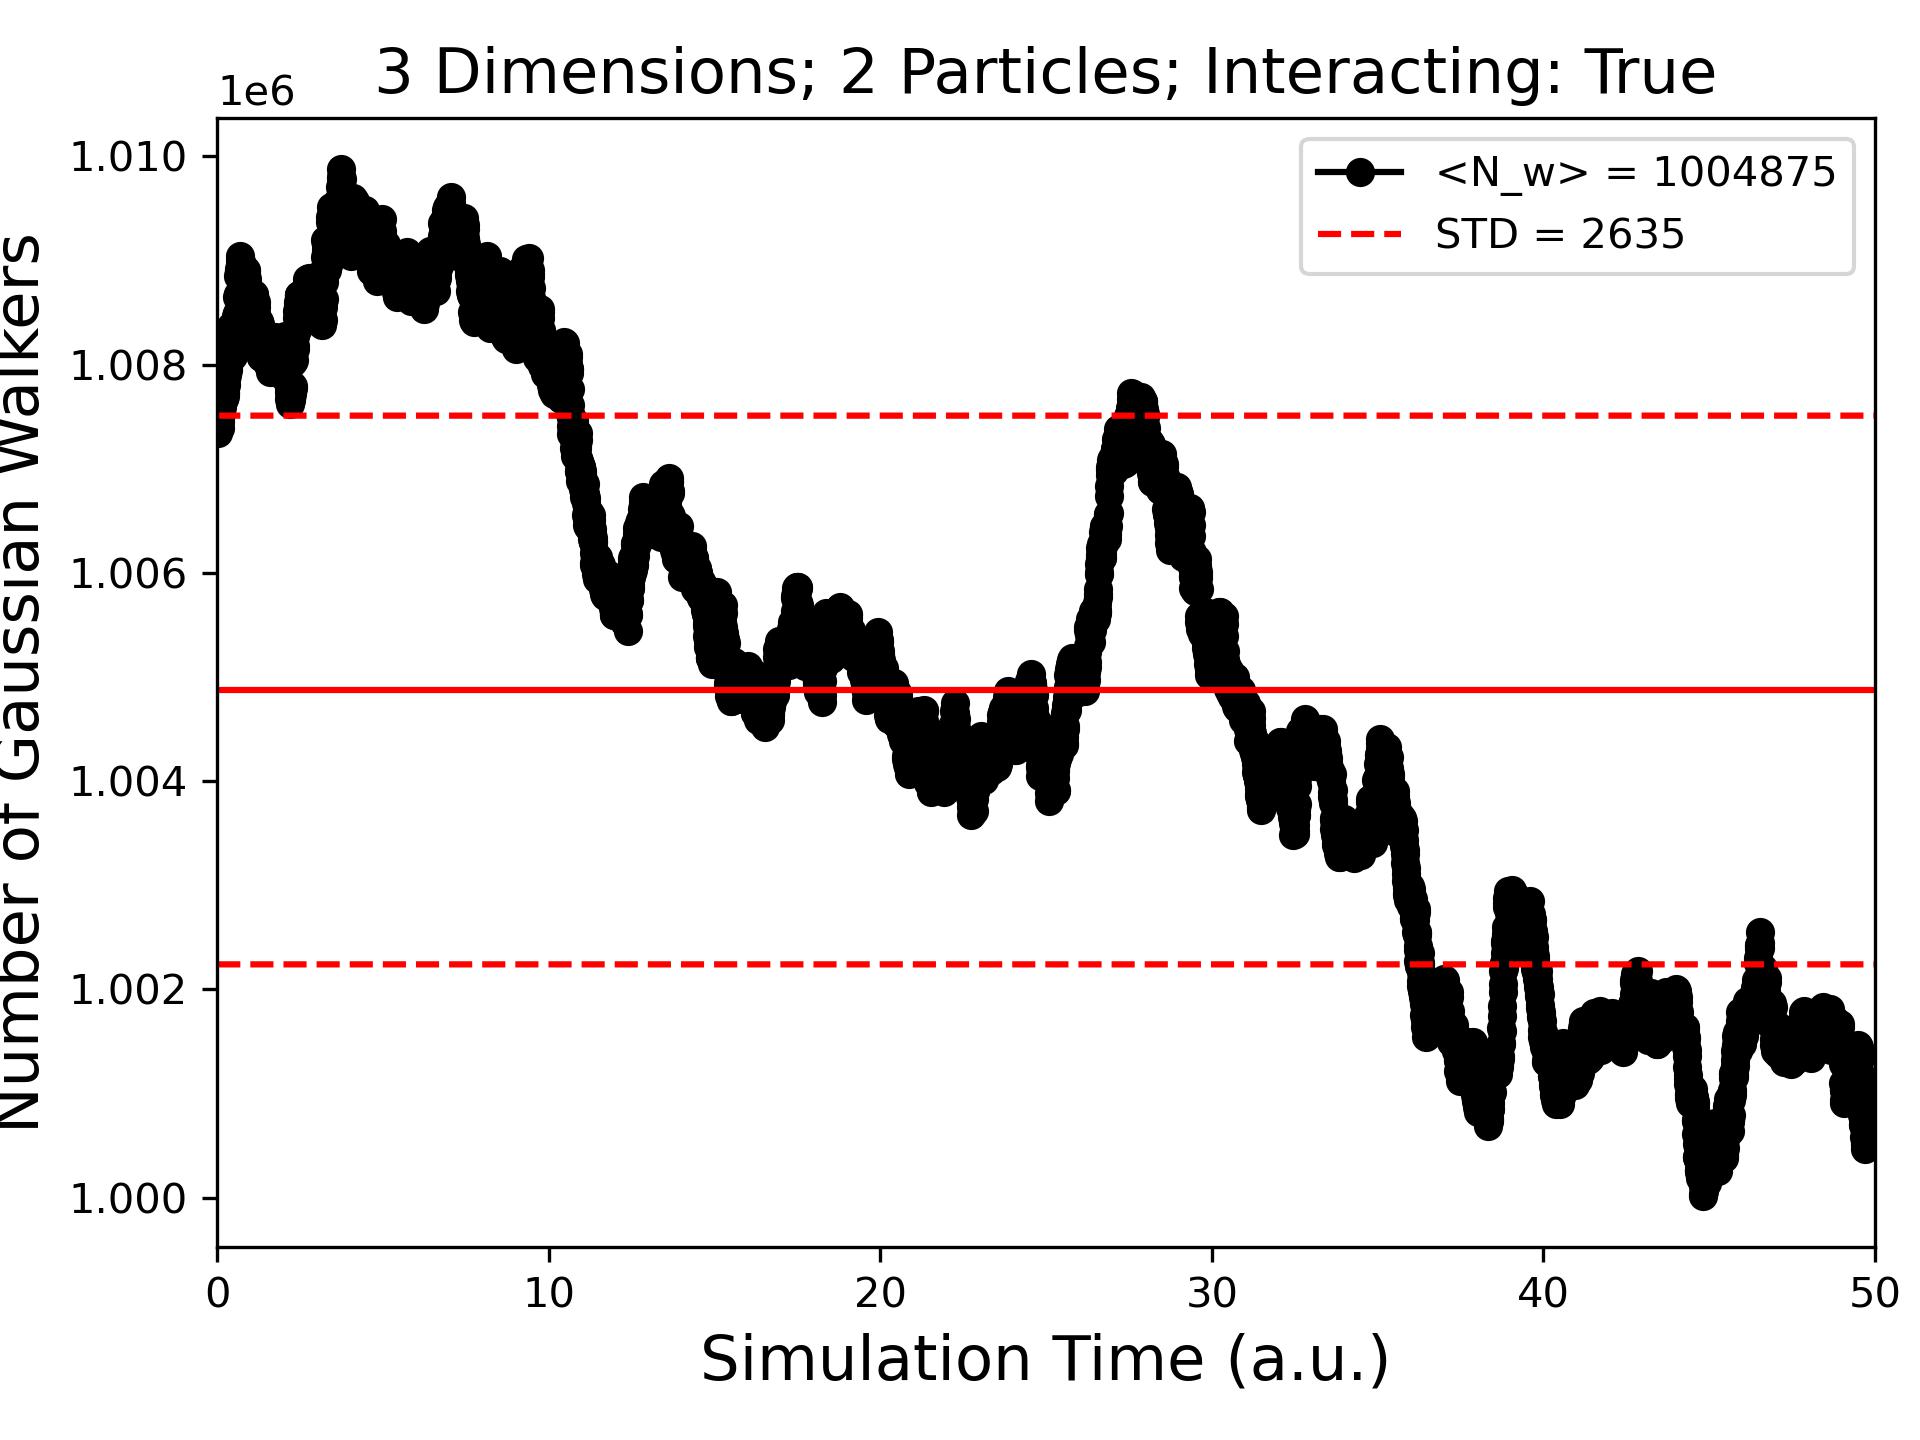 3 Dimensions; 2 Particles; Interacting: True
1e6
<N_w> = 1004875
STD = 2635
Number of Gaussian Walkers
1.010
1.008
1.006
1.004
1.002
1.000
0 10 20 30 40 50
Simulation Time (a.u.)